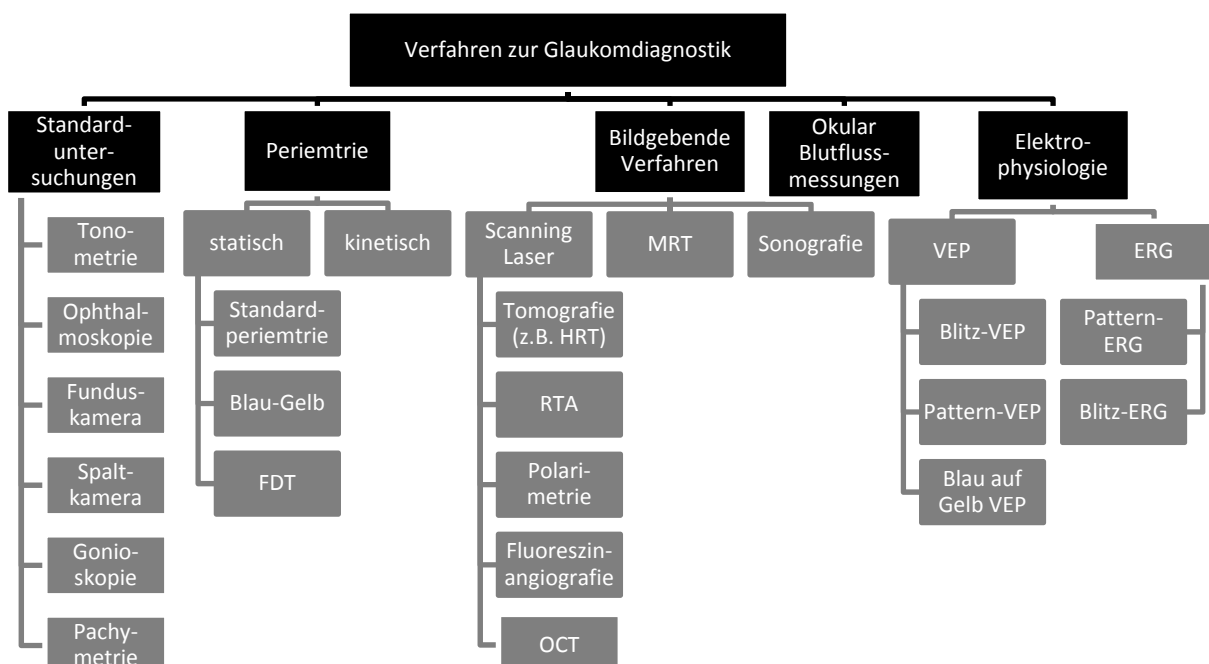 Verfahren zur Glaukomdiagnostik
Standard-
unter-
suchungen
Periemtrie
Bildgebende
Verfahren
Okular
Blutfluss-
messungen
Elektro-
physiologie
Tono-
metrie
Ophthal-
moskopie
Fundus-
kamera
Spalt-
kamera
Gonio-
skopie
Pachy-
metrie
statisch
kinetisch
Standard-
periemtrie
Blau-Gelb
FDT
Scanning
Laser
MRT
Sonografie
Tomografie
(z.B. HRT)
RTA
Polari-
metrie
Fluoreszin-
angiografie
OCT
VEP
ERG
Blitz-VEP
Pattern-VEP
Blau auf
Gelb VEP
Pattern-
ERG
Blitz-ERG